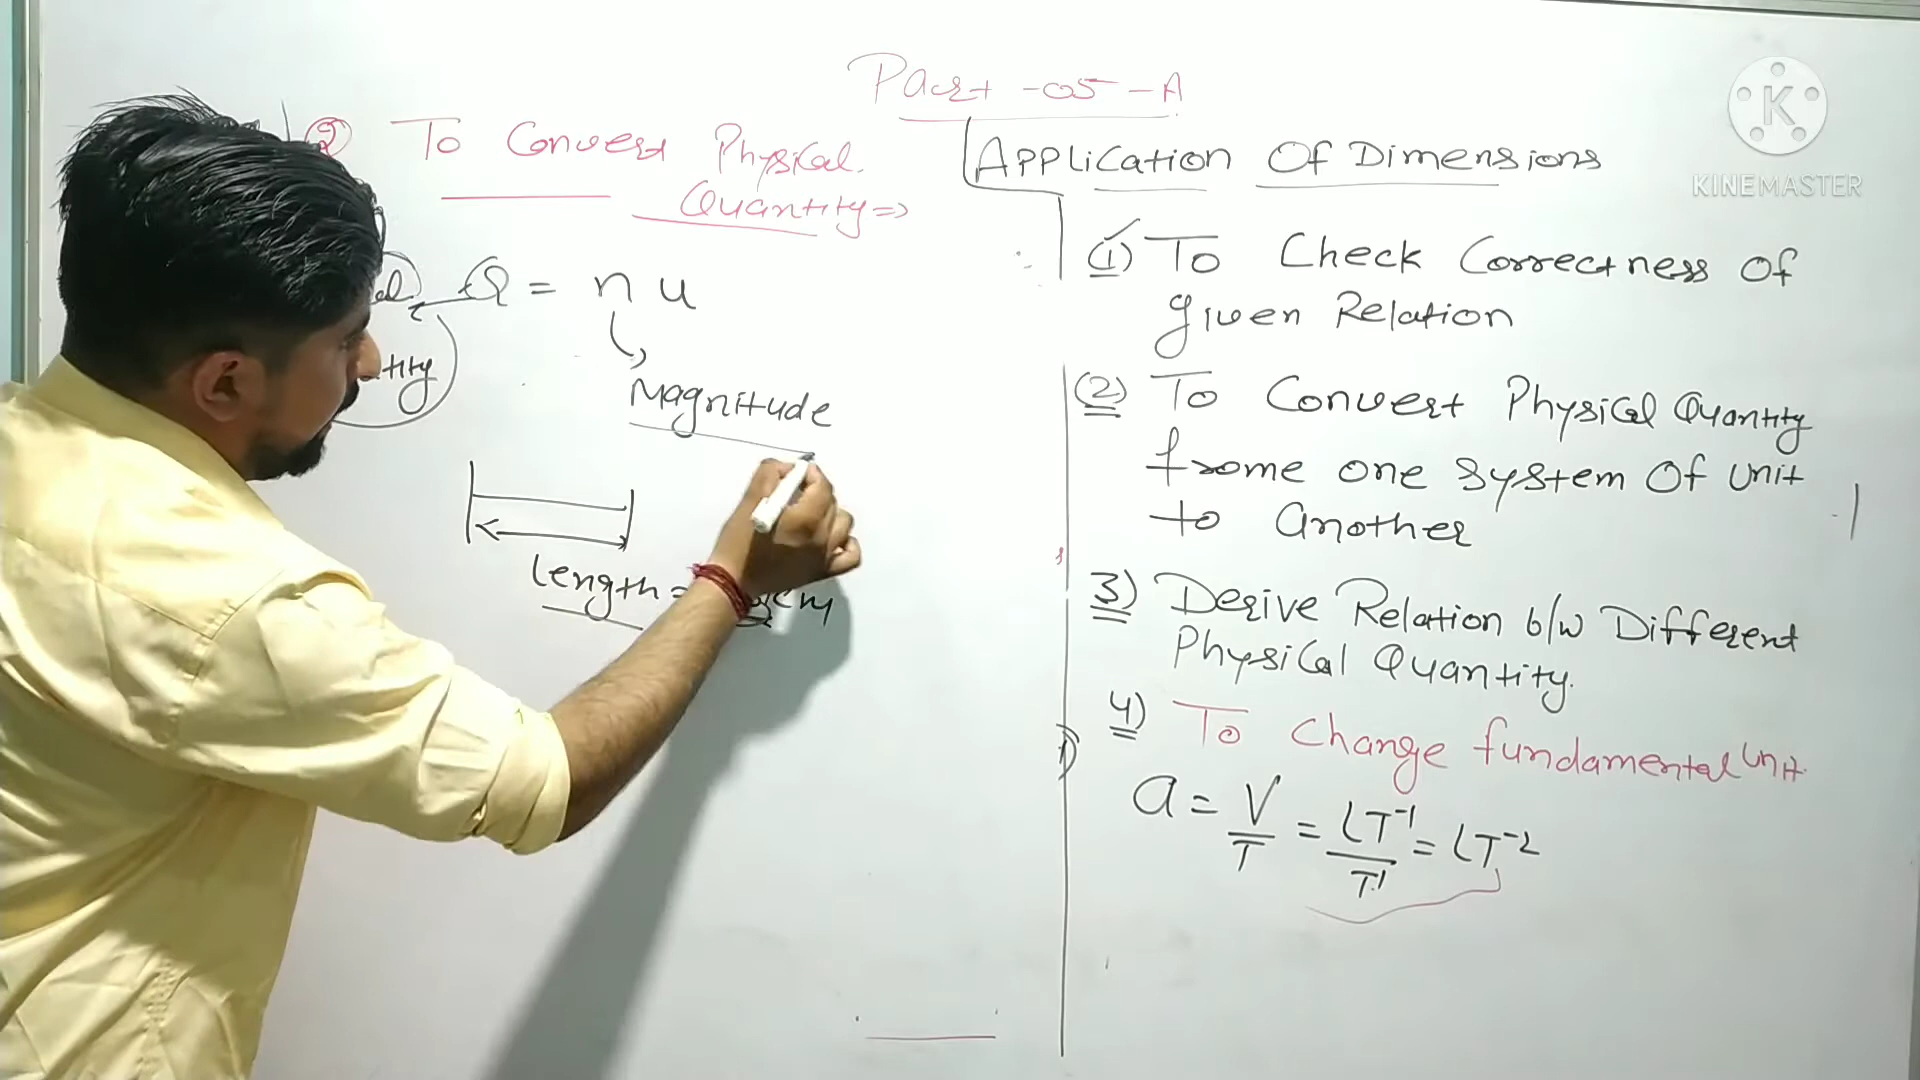 Part -05-A
② To Convert Physical
Quantity=>
Q = n u
Magnitude
length =
Application Of Dimensions
(1) To Check Correctness Of
given Relation
(2) To Convert Physical Quantity
frome one System Of Unit
to another
3) Derive Relation b/w Different
Physical Quantity.
4) To Change fundamental Unit.
a = V/T = LT⁻¹/T¹ = LT⁻²
K
KINEMASTER